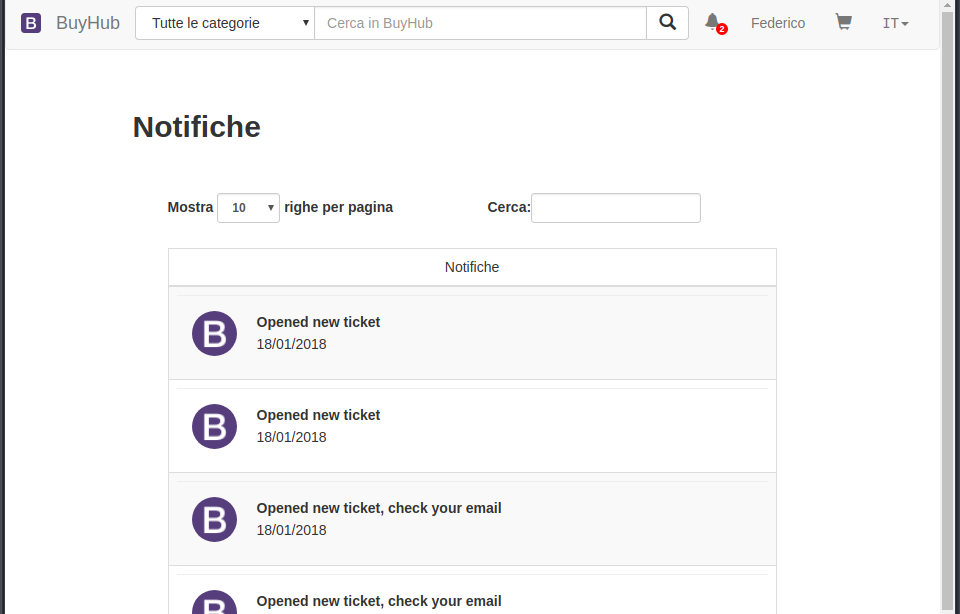 B BuyHub Tutte le categorie Cerca in BuyHub 2 Federico IT
Notifiche
Mostra 10 righe per pagina Cerca:
Notifiche
B Opened new ticket
18/01/2018
B Opened new ticket
18/01/2018
B Opened new ticket, check your email
18/01/2018
B Opened new ticket, check your email